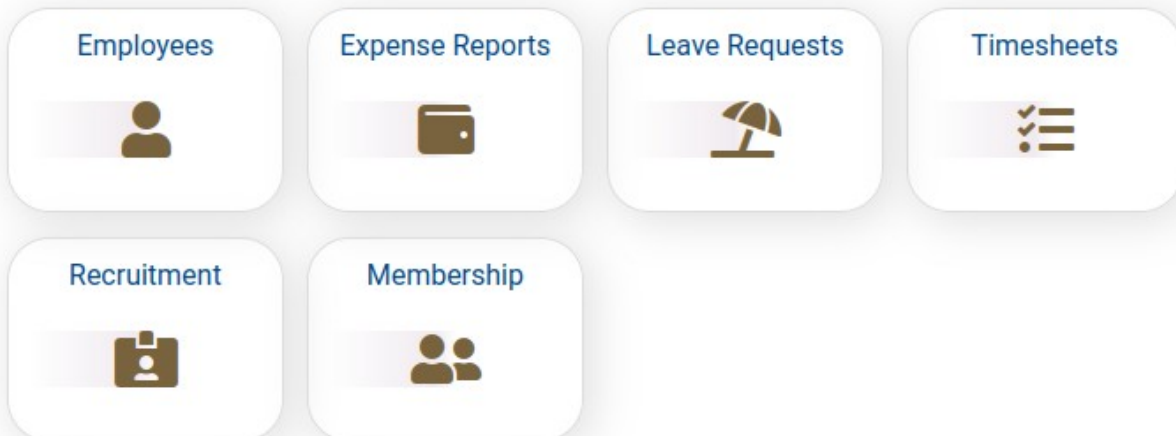 Employees
Expense Reports
Leave Requests
Timesheets
Recruitment
Membership